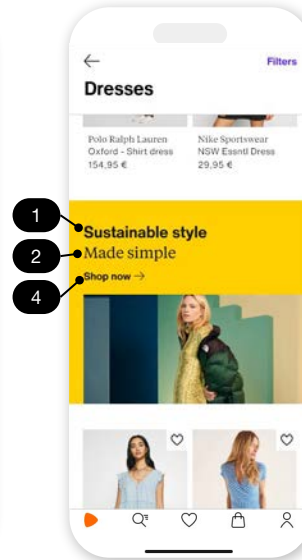 Filters
Dresses
Polo Ralph Lauren
Oxford - Shirt dress
154,95 €
Nike Sportswear
NSW Essntl Dress
29,95 €
1
Sustainable style
2
Made simple
4
Shop now →